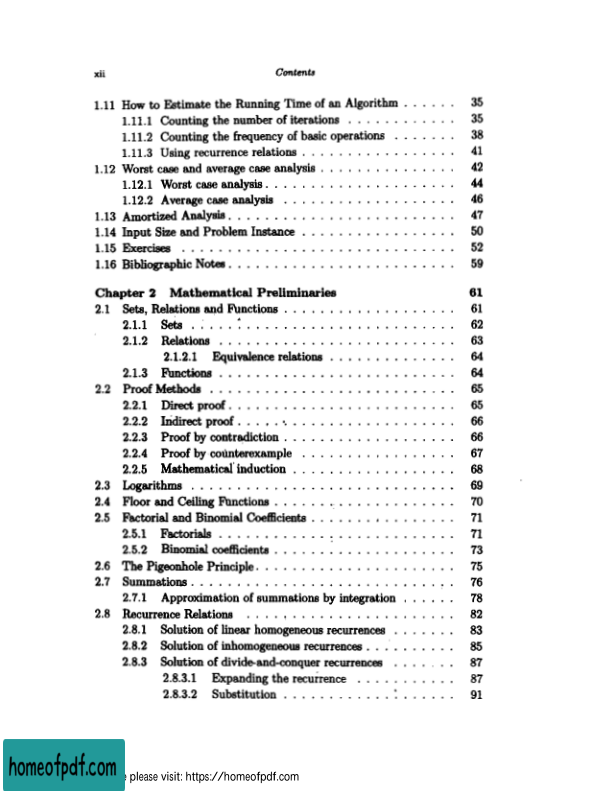 xii Contents
1.11 How to Estimate the Running Time of an Algorithm . . . . . . 35
1.11.1 Counting the number of iterations . . . . . . . . . . . . 35
1.11.2 Counting the frequency of basic operations . . . . . . . 38
1.11.3 Using recurrence relations . . . . . . . . . . . . . . . . . 41
1.12 Worst case and average case analysis . . . . . . . . . . . . . . . 42
1.12.1 Worst case analysis . . . . . . . . . . . . . . . . . . . . . 44
1.12.2 Average case analysis . . . . . . . . . . . . . . . . . . . 46
1.13 Amortized Analysis . . . . . . . . . . . . . . . . . . . . . . . . . 47
1.14 Input Size and Problem Instance . . . . . . . . . . . . . . . . . 50
1.15 Exercises . . . . . . . . . . . . . . . . . . . . . . . . . . . . . . 52
1.16 Bibliographic Notes . . . . . . . . . . . . . . . . . . . . . . . . . 59
Chapter 2 Mathematical Preliminaries 61
2.1 Sets, Relations and Functions . . . . . . . . . . . . . . . . . . . 61
2.1.1 Sets . . . . . . . . . . . . . . . . . . . . . . . . . . . . . 62
2.1.2 Relations . . . . . . . . . . . . . . . . . . . . . . . . . . 63
2.1.2.1 Equivalence relations . . . . . . . . . . . . . . 64
2.1.3 Functions . . . . . . . . . . . . . . . . . . . . . . . . . . 64
2.2 Proof Methods . . . . . . . . . . . . . . . . . . . . . . . . . . . 65
2.2.1 Direct proof . . . . . . . . . . . . . . . . . . . . . . . . . 65
2.2.2 Indirect proof . . . . . . . . . . . . . . . . . . . . . . . . 66
2.2.3 Proof by contradiction . . . . . . . . . . . . . . . . . . . 66
2.2.4 Proof by counterexample . . . . . . . . . . . . . . . . . 67
2.2.5 Mathematical induction . . . . . . . . . . . . . . . . . . 68
2.3 Logarithms . . . . . . . . . . . . . . . . . . . . . . . . . . . . . 69
2.4 Floor and Ceiling Functions . . . . . . . . . . . . . . . . . . . . 70
2.5 Factorial and Binomial Coefficients . . . . . . . . . . . . . . . . 71
2.5.1 Factorials . . . . . . . . . . . . . . . . . . . . . . . . . . 71
2.5.2 Binomial coefficients . . . . . . . . . . . . . . . . . . . . 73
2.6 The Pigeonhole Principle . . . . . . . . . . . . . . . . . . . . . . 75
2.7 Summations . . . . . . . . . . . . . . . . . . . . . . . . . . . . . 76
2.7.1 Approximation of summations by integration . . . . . . 78
2.8 Recurrence Relations . . . . . . . . . . . . . . . . . . . . . . . 82
2.8.1 Solution of linear homogeneous recurrences . . . . . . . 83
2.8.2 Solution of inhomogeneous recurrences . . . . . . . . . . 85
2.8.3 Solution of divide-and-conquer recurrences . . . . . . . 87
2.8.3.1 Expanding the recurrence . . . . . . . . . . . 87
2.8.3.2 Substitution . . . . . . . . . . . . . . . . . . . 91
homeofpdf.com
please visit: https://homeofpdf.com